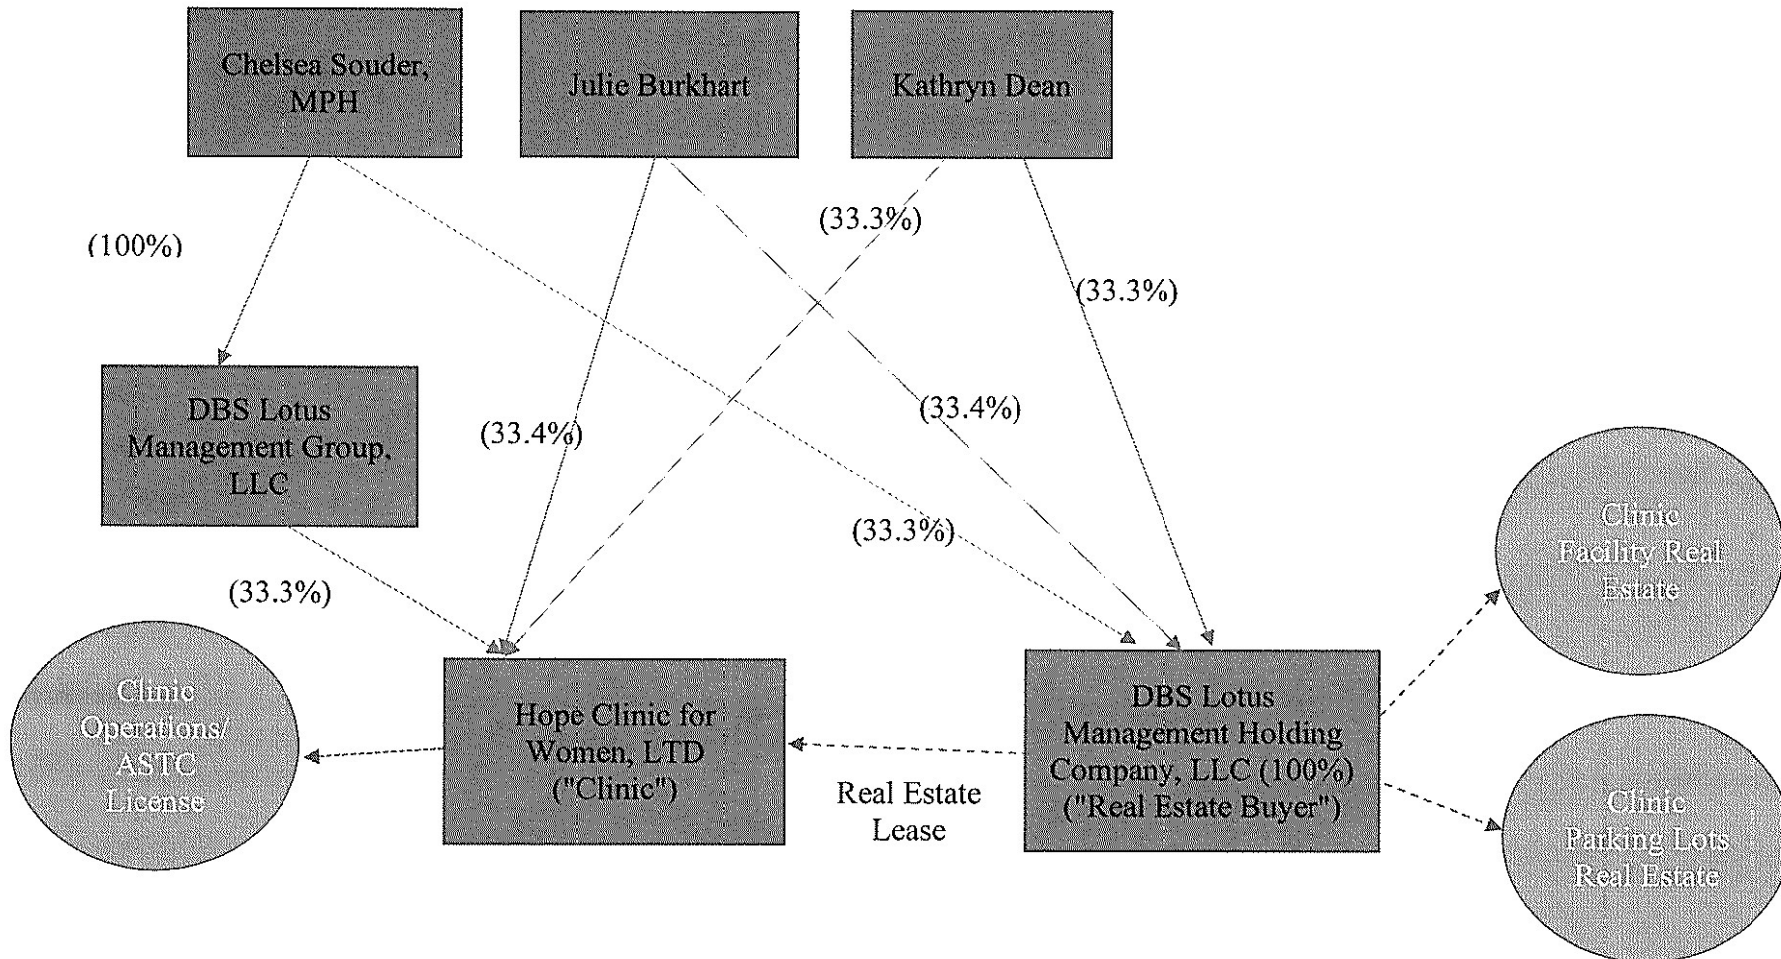 Chelsea Souder,
MPH
Julie Burkhart
Kathryn Dean
(100%)
(33.3%)
(33.3%)
DBS Lotus
Management Group,
LLC
(33.4%)
(33.4%)
(33.3%)
(33.3%)
Clinic
Facility Real
Estate
Clinic
Operations/
ASTC
License
Hope Clinic for
Women, LTD
("Clinic")
Real Estate
Lease
DBS Lotus
Management Holding
Company, LLC (100%)
("Real Estate Buyer")
Clinic
Parking Lots
Real Estate